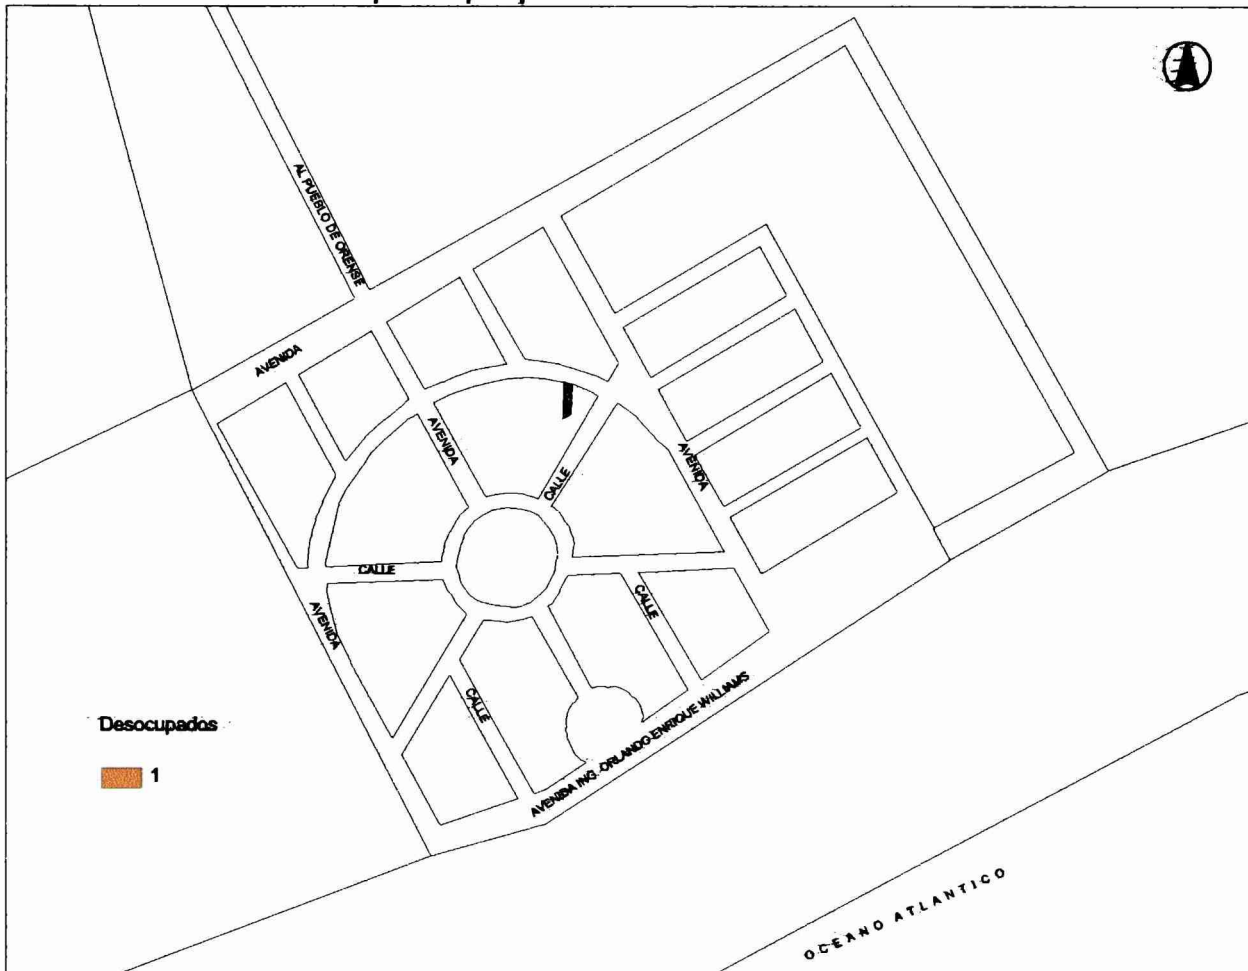 AL PUEBLO DE ORENSE
AVENIDA
AVENIDA
CALLE
AVENIDA
CALLE
AVENIDA
CALLE
CALLE
AVENIDA ING. ORLANDO ENRIQUE WILLIAMS
Desocupados
1
OCEANO ATLANTICO